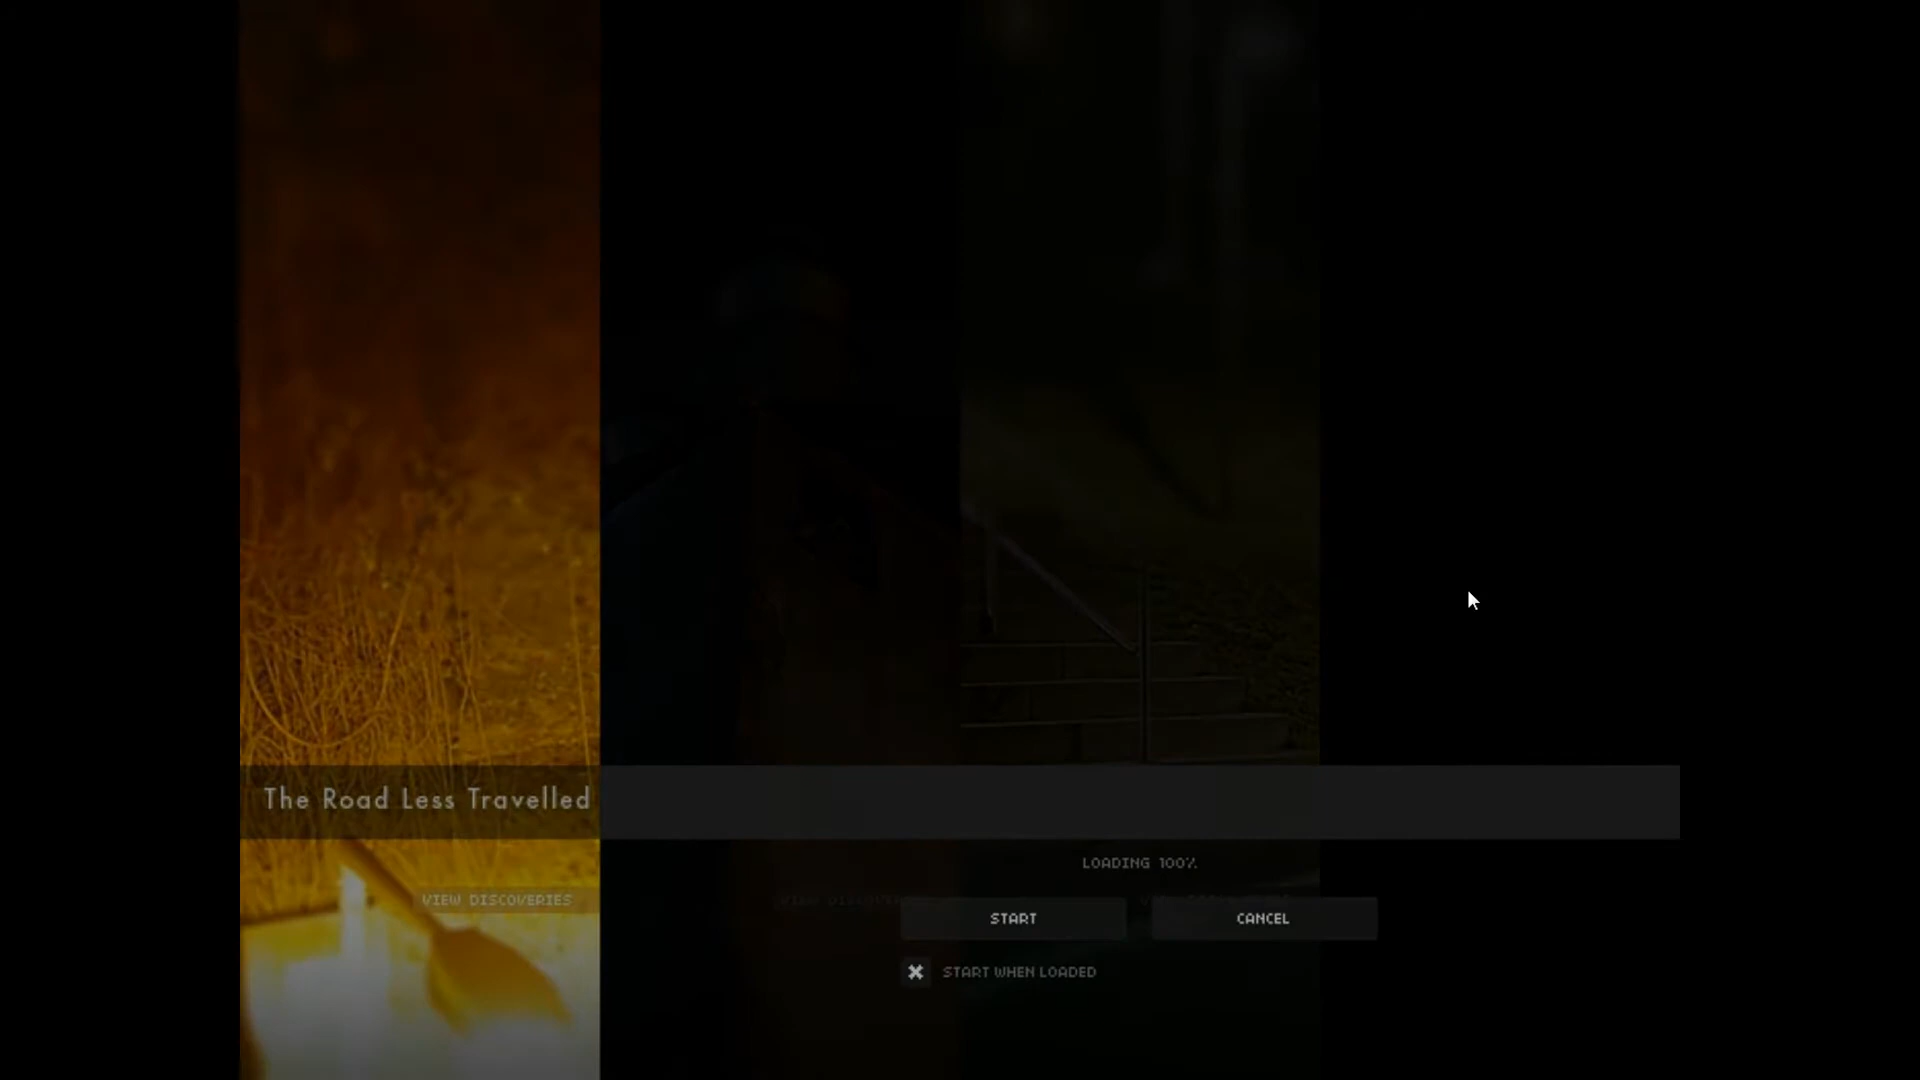 The Road Less Travelled
LOADING 100%
VIEW DISCOVERIES
START
CANCEL
START WHEN LOADED